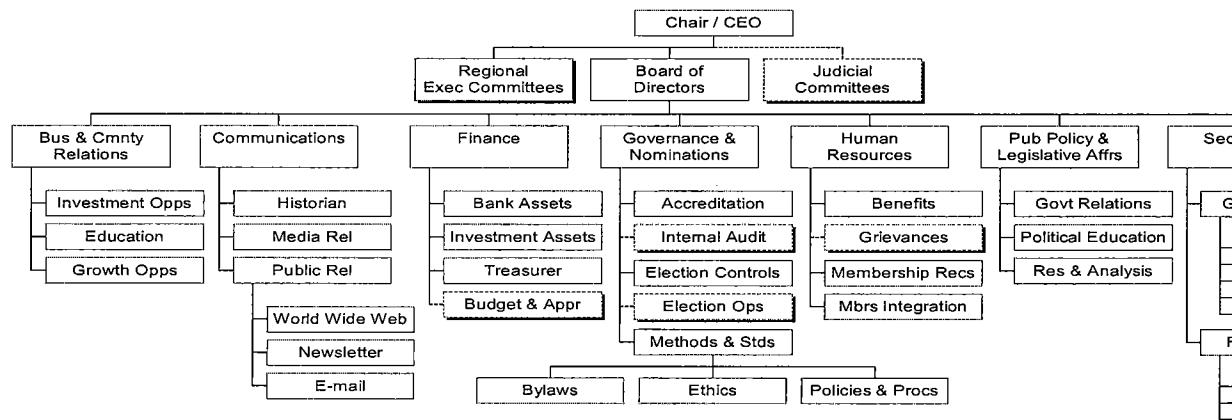 Chair / CEO
Regional
Exec Committees
Board of
Directors
Judicial
Committees
Bus & Cmnty
Relations
Communications
Finance
Governance &
Nominations
Human
Resources
Pub Policy &
Legislative Affrs
Investment Opps
Education
Growth Opps
Historian
Media Rel
Public Rel
World Wide Web
Newsletter
E-mail
Bank Assets
Investment Assets
Treasurer
Budget & Appr
Accreditation
Internal Audit
Election Controls
Election Ops
Methods & Stds
Bylaws
Ethics
Policies & Procs
Benefits
Grievances
Membership Recs
Mbrs Integration
Govt Relations
Political Education
Res & Analysis